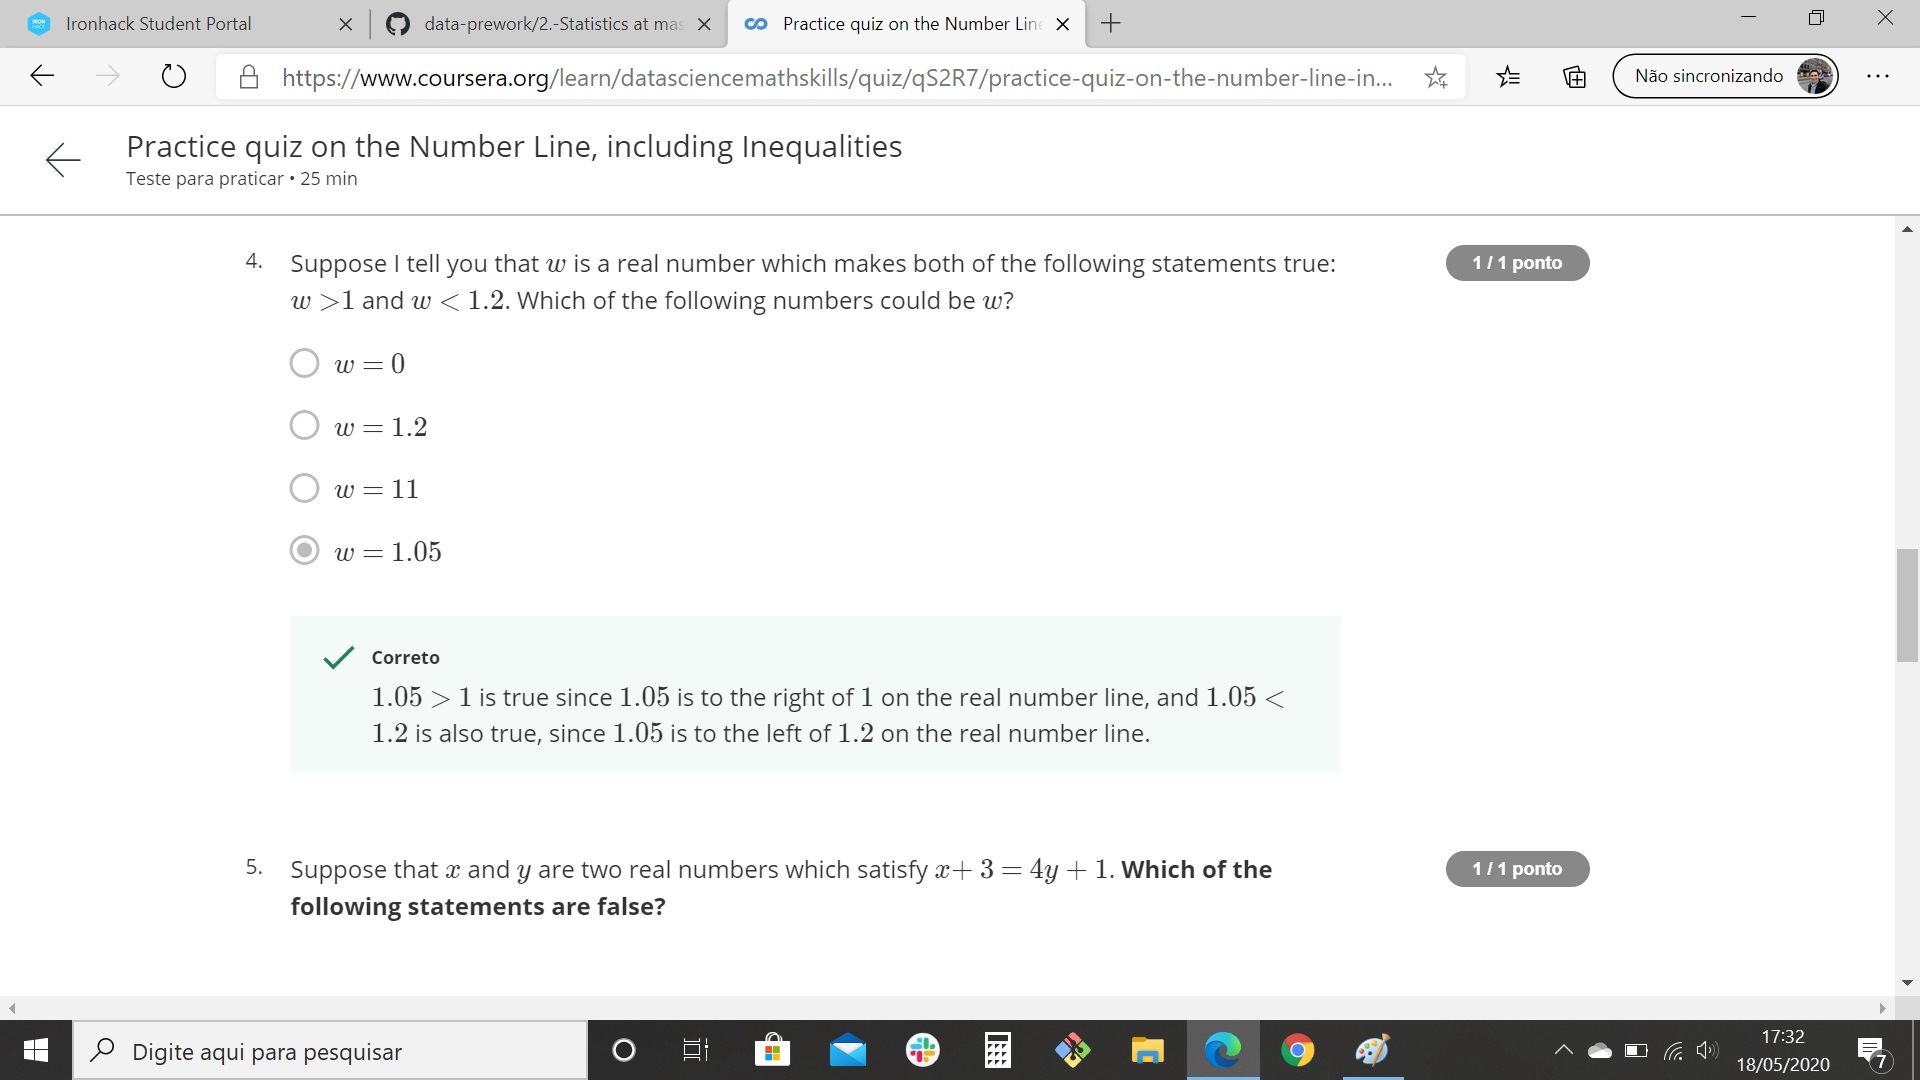 Ironhack Student Portal
data-prework/2.-Statistics at mas
Practice quiz on the Number Line
https://www.coursera.org/learn/datasciencemathskills/quiz/qS2R7/practice-quiz-on-the-number-line-in...
Não sincronizando
Practice quiz on the Number Line, including Inequalities
Teste para praticar • 25 min
4. Suppose I tell you that w is a real number which makes both of the following statements true:
w >1 and w < 1.2. Which of the following numbers could be w?
1 / 1 ponto
w = 0
w = 1.2
w = 11
w = 1.05
Correto
1.05 > 1 is true since 1.05 is to the right of 1 on the real number line, and 1.05 <
1.2 is also true, since 1.05 is to the left of 1.2 on the real number line.
5. Suppose that x and y are two real numbers which satisfy x+ 3 = 4y + 1. Which of the
following statements are false?
1 / 1 ponto
Digite aqui para pesquisar
17:32
18/05/2020
7